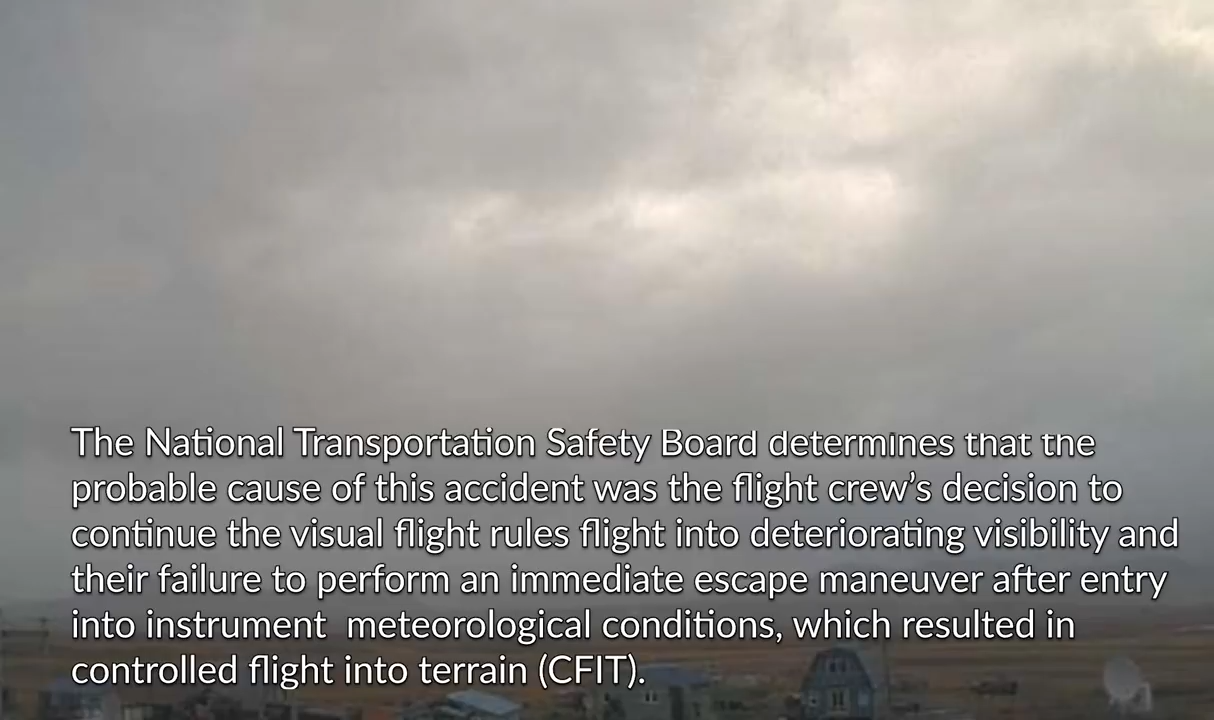 The National Transportation Safety Board determines that the
probable cause of this accident was the flight crew’s decision to
continue the visual flight rules flight into deteriorating visibility and
their failure to perform an immediate escape maneuver after entry
into instrument  meteorological conditions, which resulted in
controlled flight into terrain (CFIT).